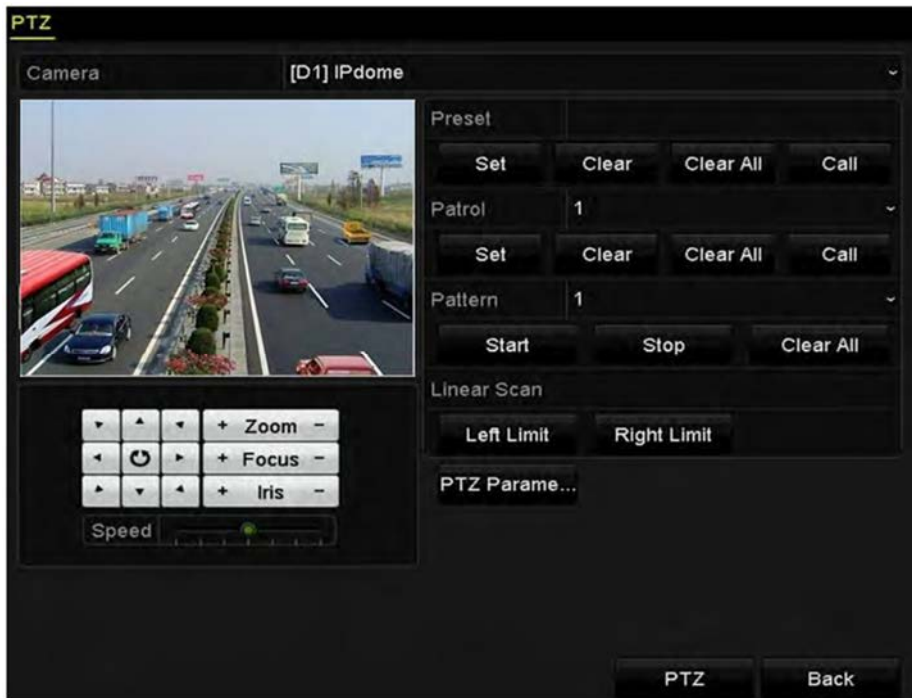 PTZ
Camera [D1] IPdome
Preset
Set Clear Clear All Call
Patrol 1
Set Clear Clear All Call
Pattern 1
Start Stop Clear All
Linear Scan
Left Limit Right Limit
PTZ Parame...
+ Zoom −
+ Focus −
+ Iris −
Speed
PTZ Back